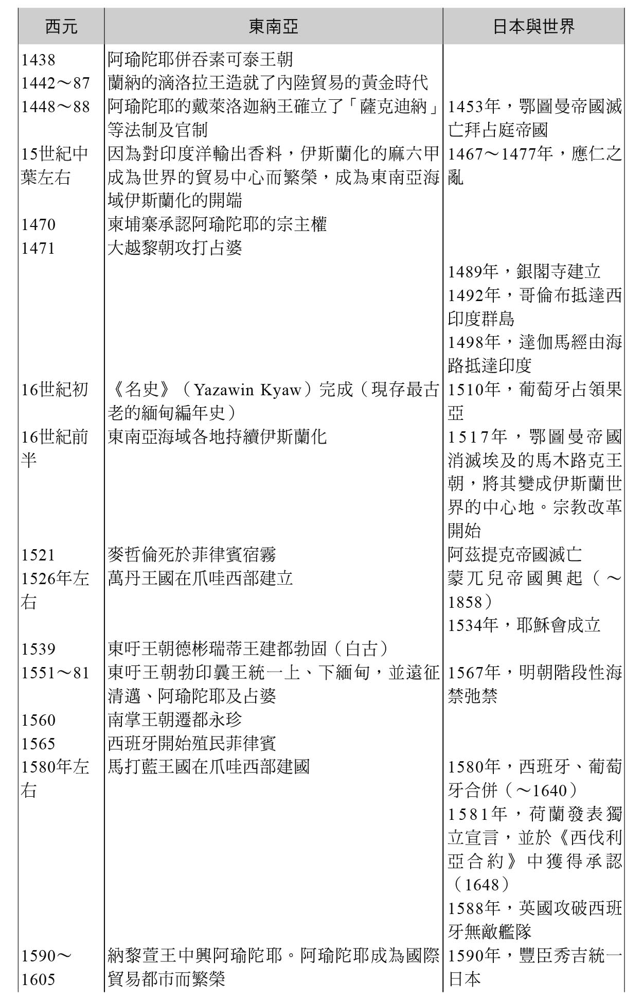 西元 東南亞 日本與世界
1438 阿瑜陀耶併吞素可泰王朝
1442～87 蘭納的滴洛拉王造就了內陸貿易的黃金時代
1448～88 阿瑜陀耶的戴萊洛迦納王確立了「薩克迪納」 1453年，鄂圖曼帝國滅
等法制及官制 亡拜占庭帝國
15世紀中 因為對印度洋輸出香料，伊斯蘭化的麻六甲 1467～1477年，應仁之
葉左右 成為世界的貿易中心而繁榮，成為東南亞海 亂
域伊斯蘭化的開端
1470 柬埔寨承認阿瑜陀耶的宗主權
1471 大越黎朝攻打占婆
1489年，銀閣寺建立
1492年，哥倫布抵達西
印度群島
1498年，達伽馬經由海
路抵達印度
16世紀初 《名史》（Yazawin Kyaw）完成（現存最古 1510年，葡萄牙占領果
老的緬甸編年史） 亞
16世紀前 東南亞海域各地持續伊斯蘭化 1517年，鄂圖曼帝國
半 消滅埃及的馬木路克王
朝，將其變成伊斯蘭世
界的中心地。宗教改革
開始
1521 麥哲倫死於菲律賓宿霧 阿茲提克帝國滅亡
1526年左 萬丹王國在爪哇西部建立 蒙兀兒帝國興起（～
右 1858）
1534年，耶穌會成立
1539 東吁王朝德彬瑞蒂王建都勃固（白古）
1551～81 東吁王朝勃印曩王統一上、下緬甸，並遠征 1567年，明朝階段性海
清邁、阿瑜陀耶及占婆 禁弛禁
1560 南掌王朝遷都永珍
1565 西班牙開始殖民菲律賓
1580年左 馬打藍王國在爪哇西部建國 1580年，西班牙、葡萄
右 牙合併（～1640）
1581年，荷蘭發表獨
立宣言，並於《西伐利
亞合約》中獲得承認
（1648）
1588年，英國攻破西班
牙無敵艦隊
1590～ 納黎萱王中興阿瑜陀耶。阿瑜陀耶成為國際 1590年，豐臣秀吉統一
1605 貿易都市而繁榮 日本